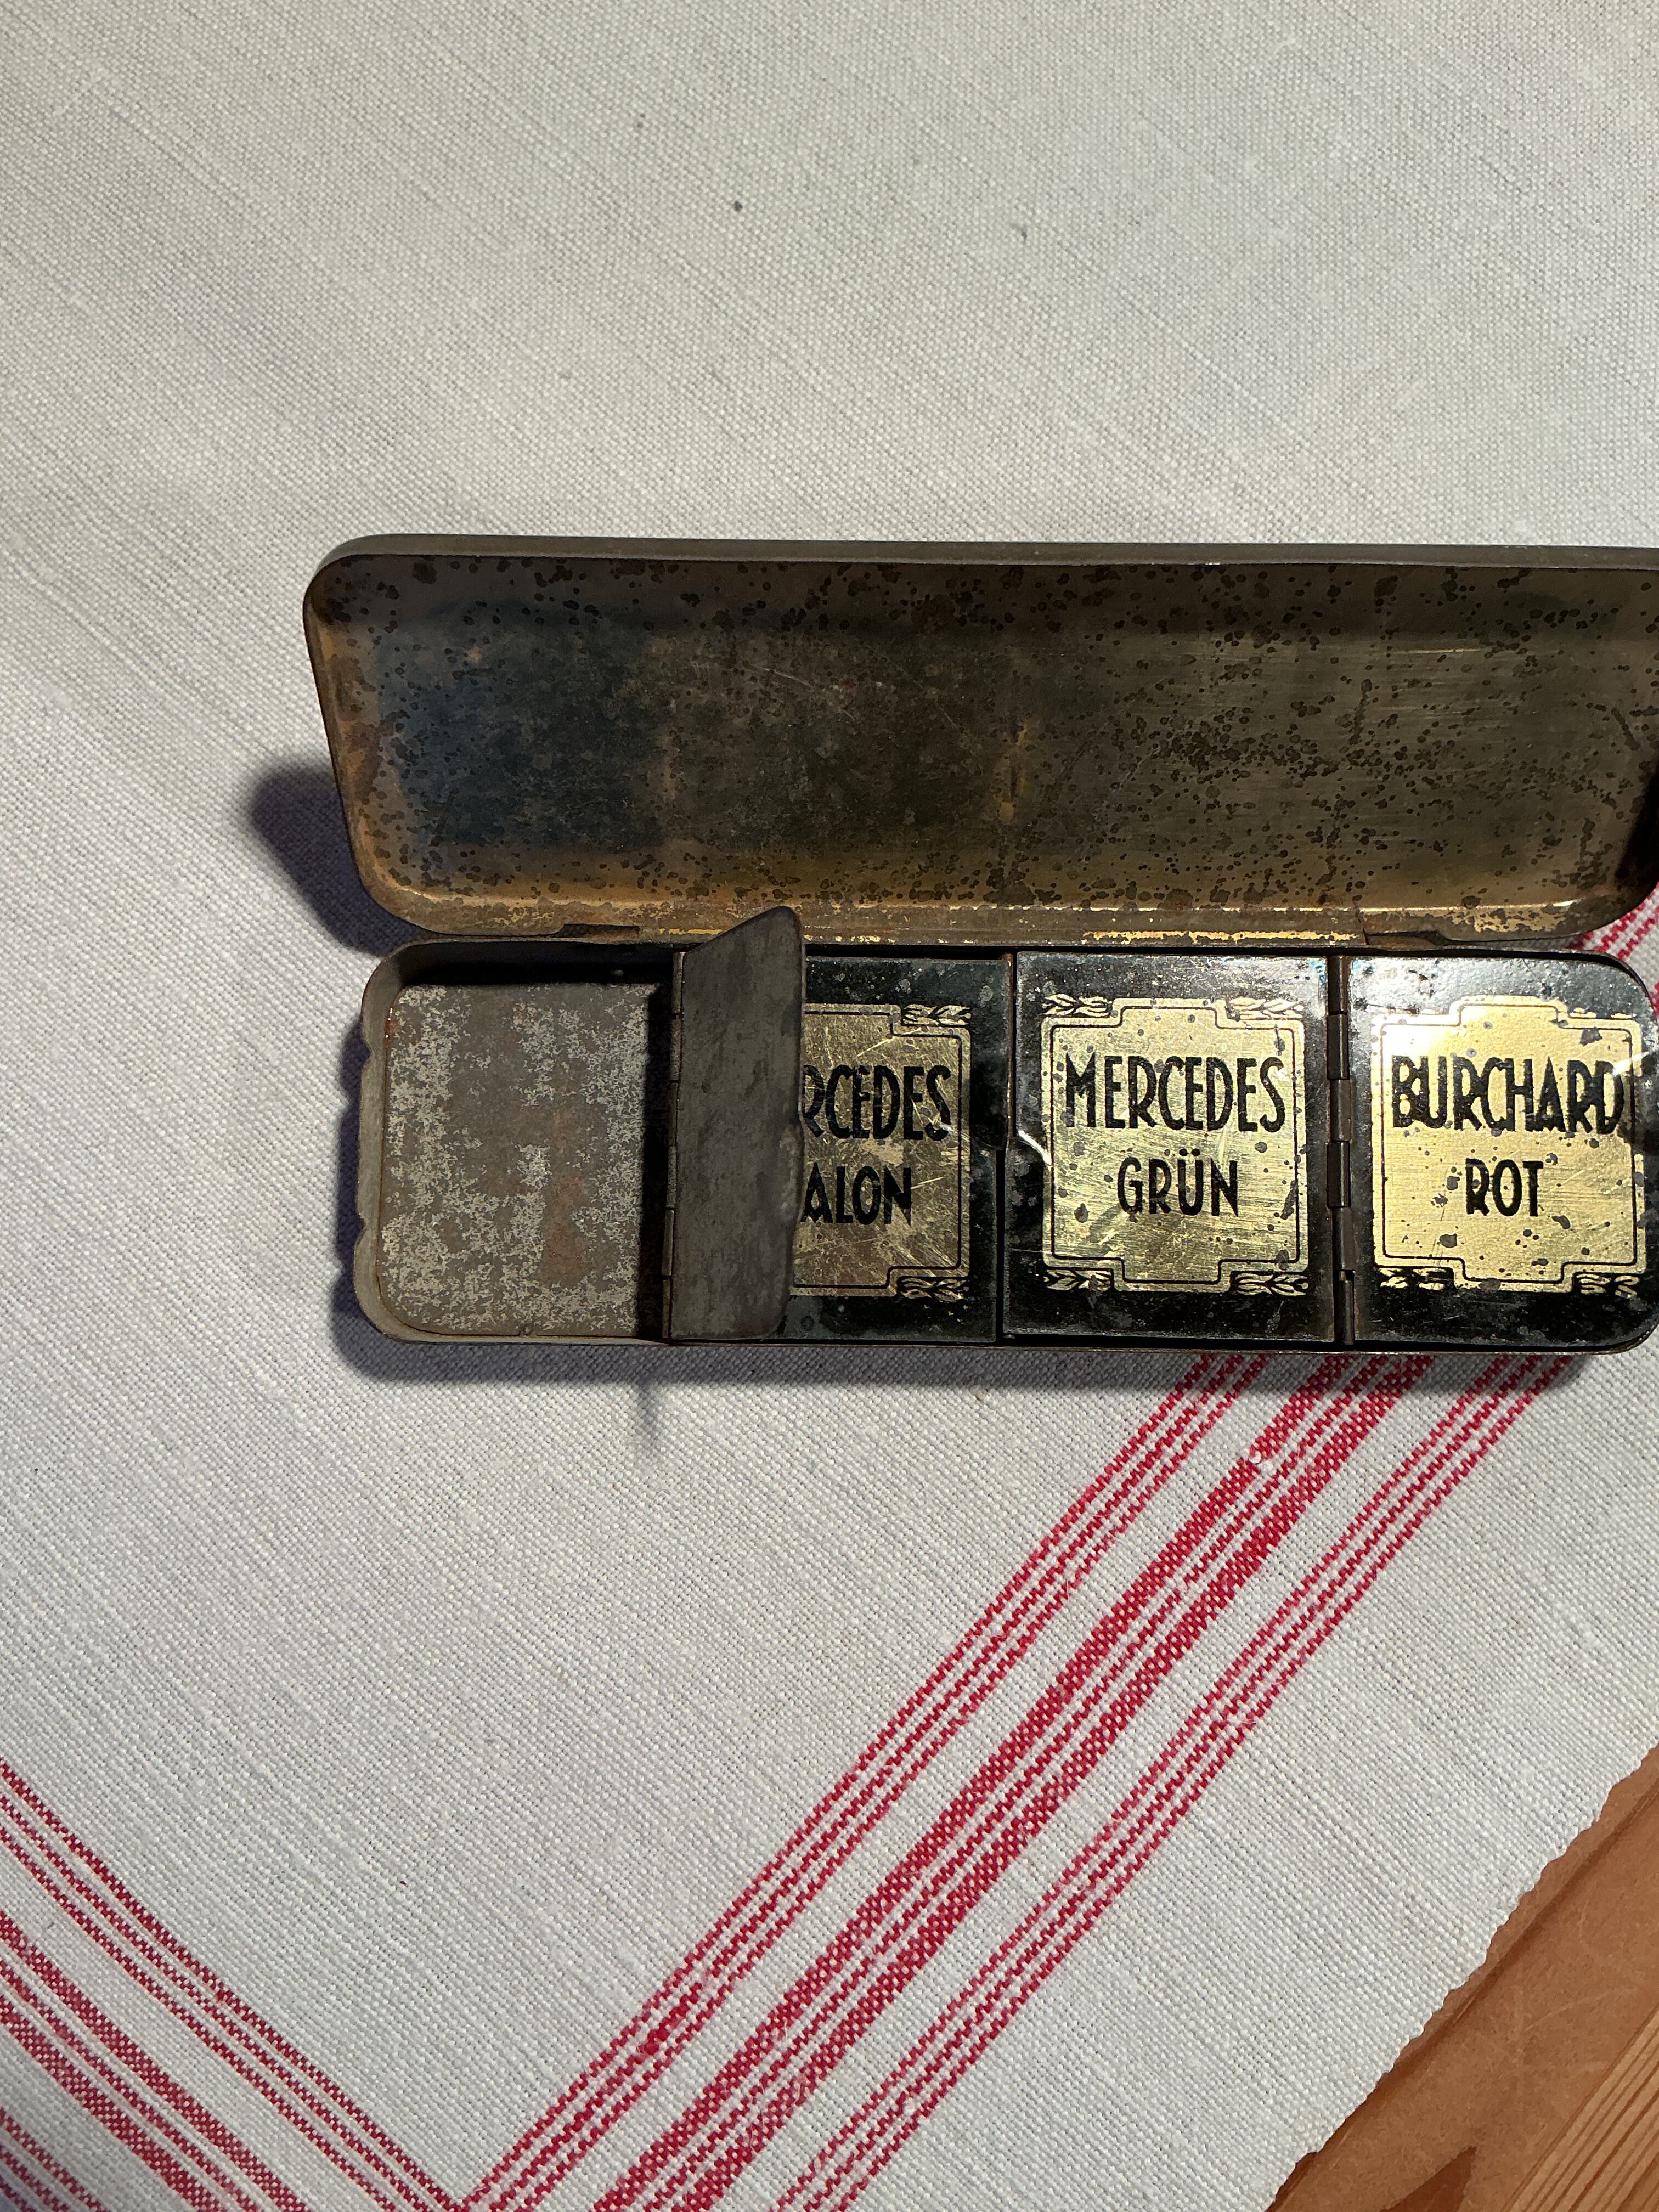 RCEDES
ALON
MERCEDES
GRÜN
BURCHARD
ROT